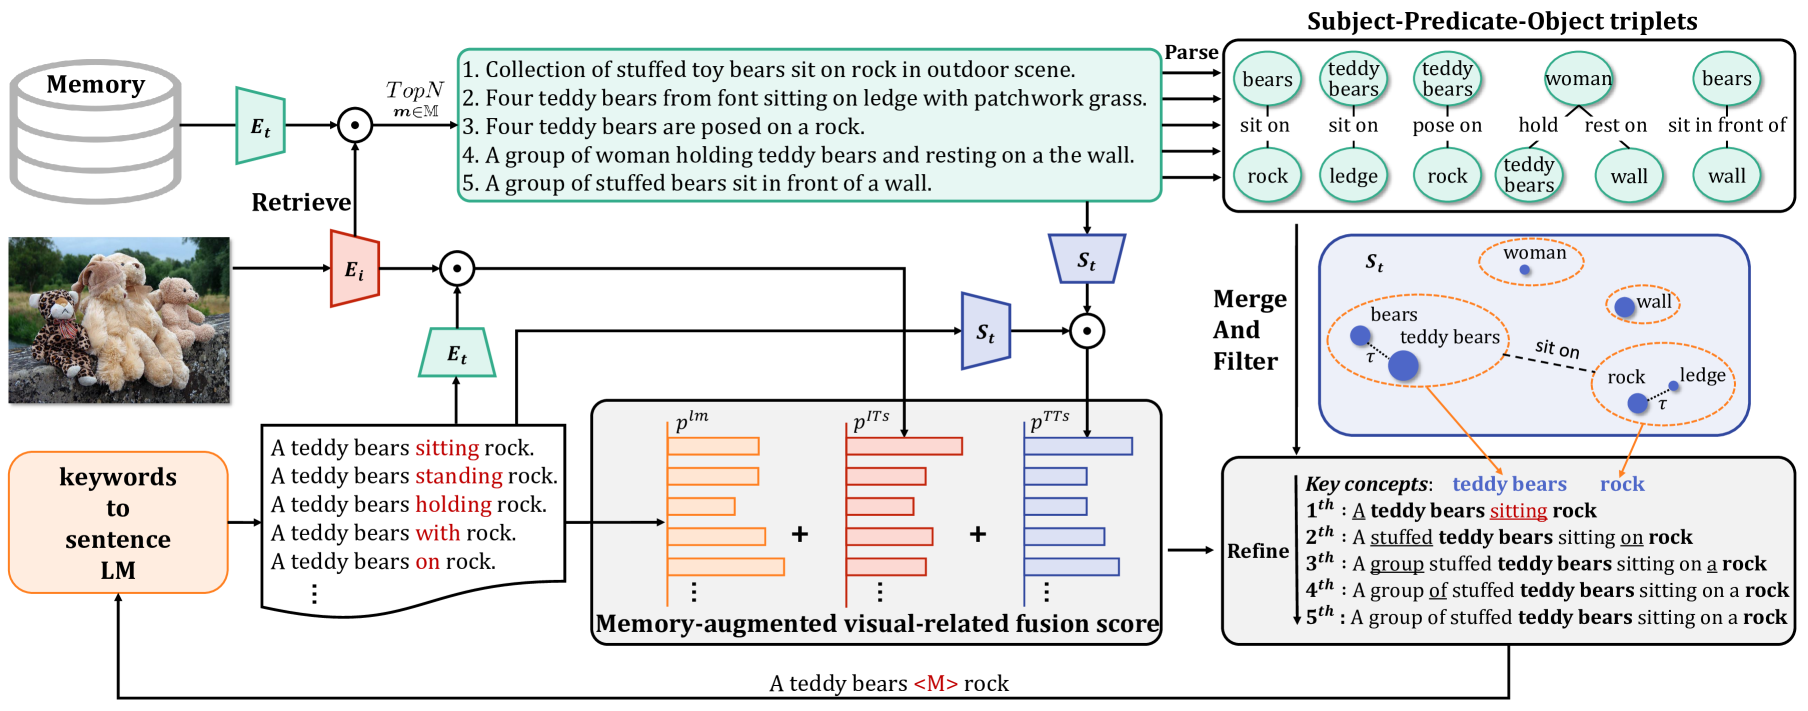 Subject-Predicate-Object triplets
Memory
E_t
TopN
m∈𝕄
1. Collection of stuffed toy bears sit on rock in outdoor scene.
2. Four teddy bears from font sitting on ledge with patchwork grass.
3. Four teddy bears are posed on a rock.
4. A group of woman holding teddy bears and resting on a the wall.
5. A group of stuffed bears sit in front of a wall.
Parse
bears
sit on
rock
teddy
bears
sit on
ledge
teddy
bears
pose on
rock
woman
hold
rest on
teddy
bears
wall
bears
sit in front of
wall
Retrieve
E_i
E_t
S_t
S_t
Merge
And
Filter
S_t
woman
wall
bears
teddy bears
τ
sit on
rock
ledge
τ
keywords
to
sentence
LM
A teddy bears sitting rock.
A teddy bears standing rock.
A teddy bears holding rock.
A teddy bears with rock.
A teddy bears on rock.
⋮
p^lm
p^ITs
p^TTs
+
+
⋮
⋮
⋮
Memory-augmented visual-related fusion score
Refine
Key concepts: teddy bears rock
1^th : A teddy bears sitting rock
2^th : A stuffed teddy bears sitting on rock
3^th : A group stuffed teddy bears sitting on a rock
4^th : A group of stuffed teddy bears sitting on a rock
5^th : A group of stuffed teddy bears sitting on a rock
A teddy bears <M> rock